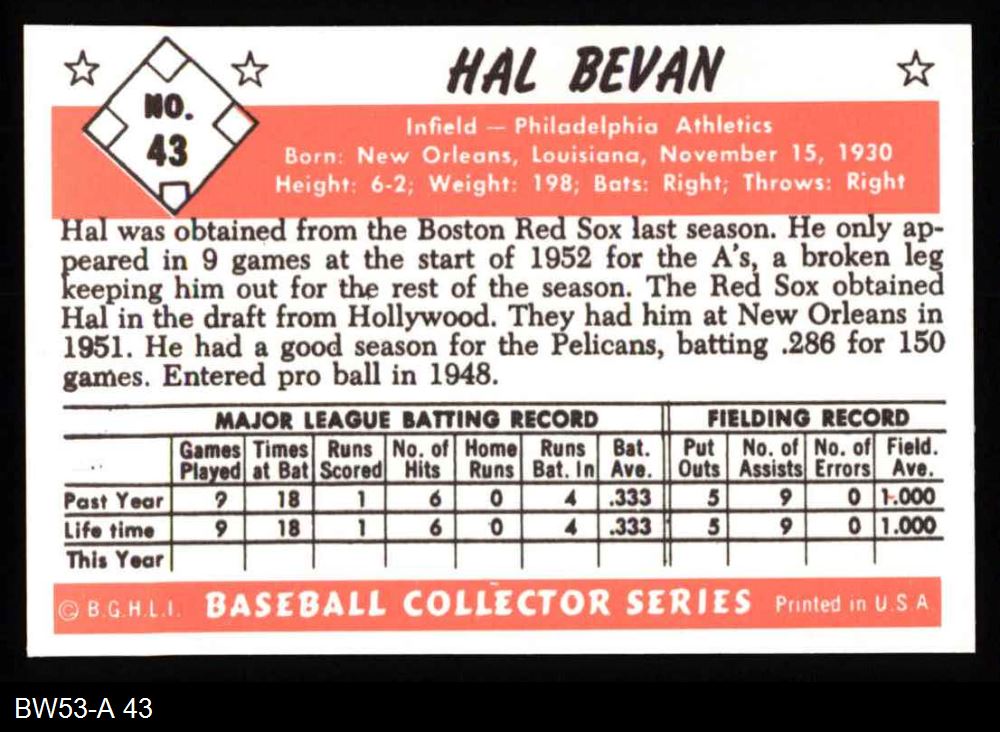 HAL BEVAN
NO.
43
Infield — Philadelphia Athletics
Born: New Orleans, Louisiana, November 15, 1930
Height: 6-2; Weight: 198; Bats: Right; Throws: Right
Hal was obtained from the Boston Red Sox last season. He only ap-
peared in 9 games at the start of 1952 for the A's, a broken leg
keeping him out for the rest of the season. The Red Sox obtained
Hal in the draft from Hollywood. They had him at New Orleans in
1951. He had a good season for the Pelicans, batting .286 for 150
games. Entered pro ball in 1948.
MAJOR LEAGUE BATTING RECORD FIELDING RECORD
Games Times Runs No. of Home Runs Bat. Put No. of No. of Field.
Played at Bat Scored Hits Runs Bat. In Ave. Outs Assists Errors Ave.
Past Year 9 18 1 6 0 4 .333 5 9 0 1.000
Life time 9 18 1 6 0 4 .333 5 9 0 1.000
This Year
© B.G.H.L.I. BASEBALL COLLECTOR SERIES Printed in U.S A
BW53-A 43